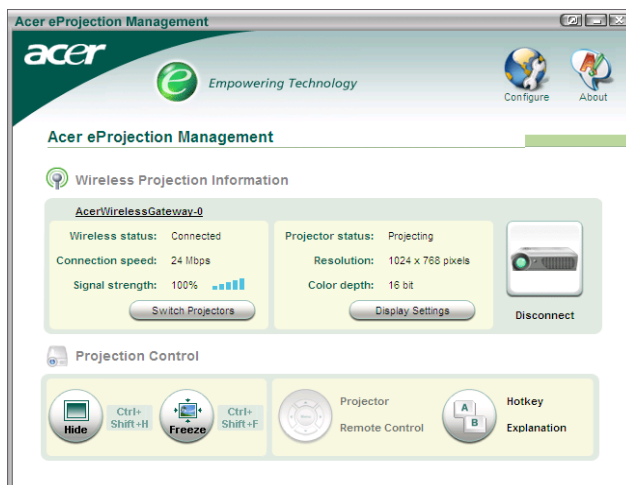 Acer eProjection Management
acer
e Empowering Technology
Configure
About
Acer eProjection Management
Wireless Projection Information
AcerWirelessGateway-0
Wireless status: Connected
Connection speed: 24 Mbps
Signal strength: 100%
Switch Projectors
Projector status: Projecting
Resolution: 1024 x 768 pixels
Color depth: 16 bit
Display Settings
Disconnect
Projection Control
Hide
Ctrl+
Shift+H
Freeze
Ctrl+
Shift+F
Menu
Projector
Remote Control
A
B
Hotkey
Explanation